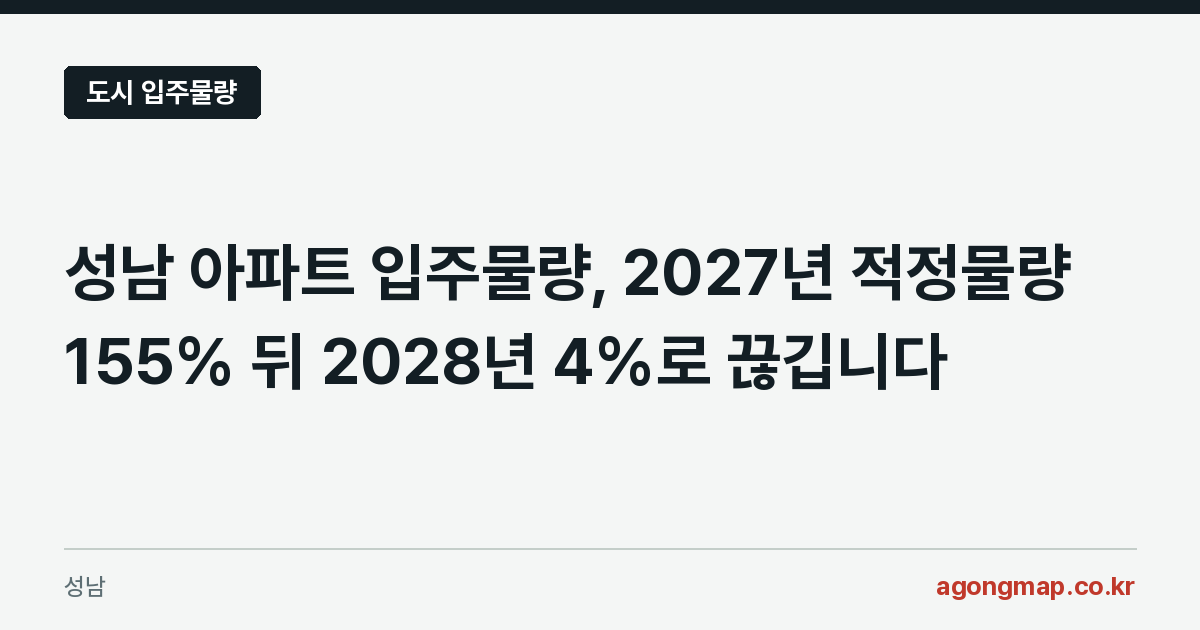 도시 입주물량
성남 아파트 입주물량, 2027년 적정물량
155% 뒤 2028년 4%로 끊깁니다
성남
agongmap.co.kr